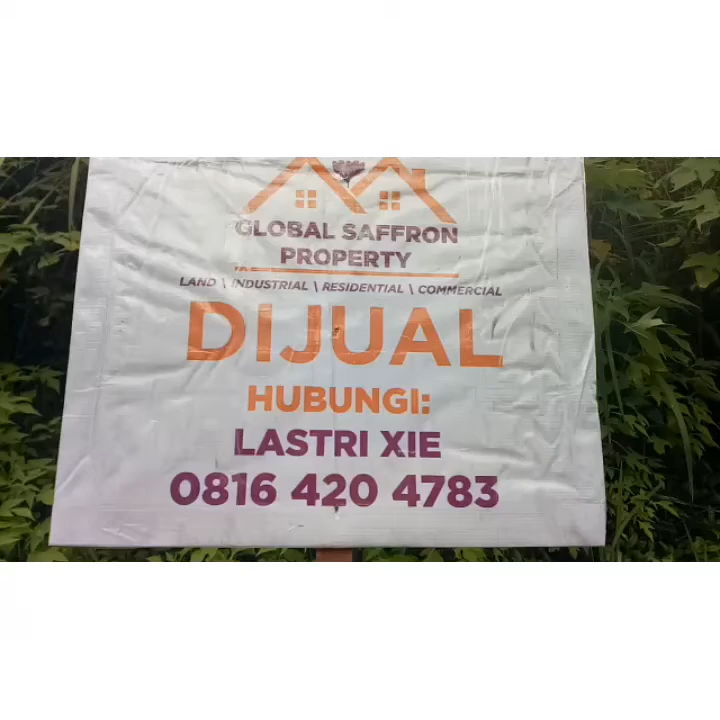 GLOBAL SAFFRON
PROPERTY
LAND \ INDUSTRIAL \ RESIDENTIAL \ COMMERCIAL
DIJUAL
HUBUNGI:
LASTRI XIE
0816 420 4783